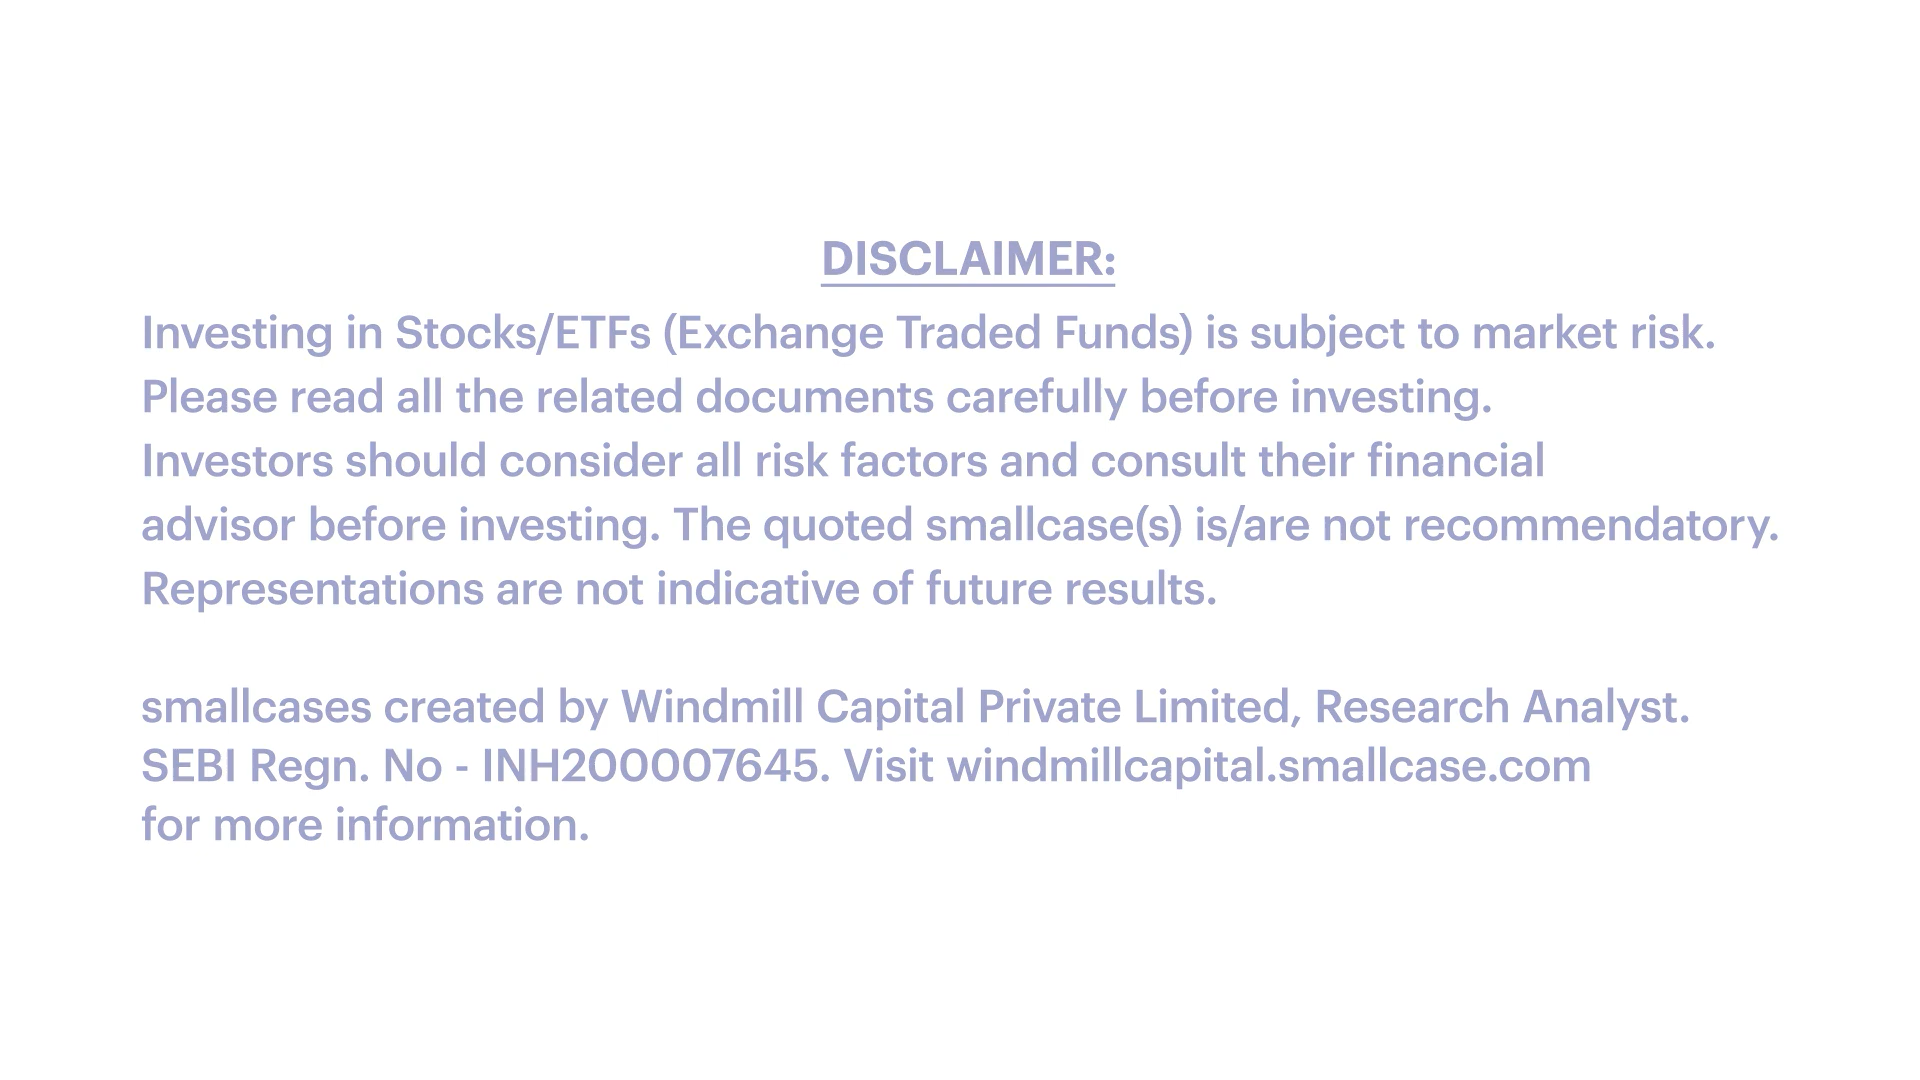 DISCLAIMER:
Investing in Stocks/ETFs (Exchange Traded Funds) is subject to market risk.
Please read all the related documents carefully before investing.
Investors should consider all risk factors and consult their financial
advisor before investing. The quoted smallcase(s) is/are not recommendatory.
Representations are not indicative of future results.
smallcases created by Windmill Capital Private Limited, Research Analyst.
SEBI Regn. No - INH200007645. Visit windmillcapital.smallcase.com
for more information.